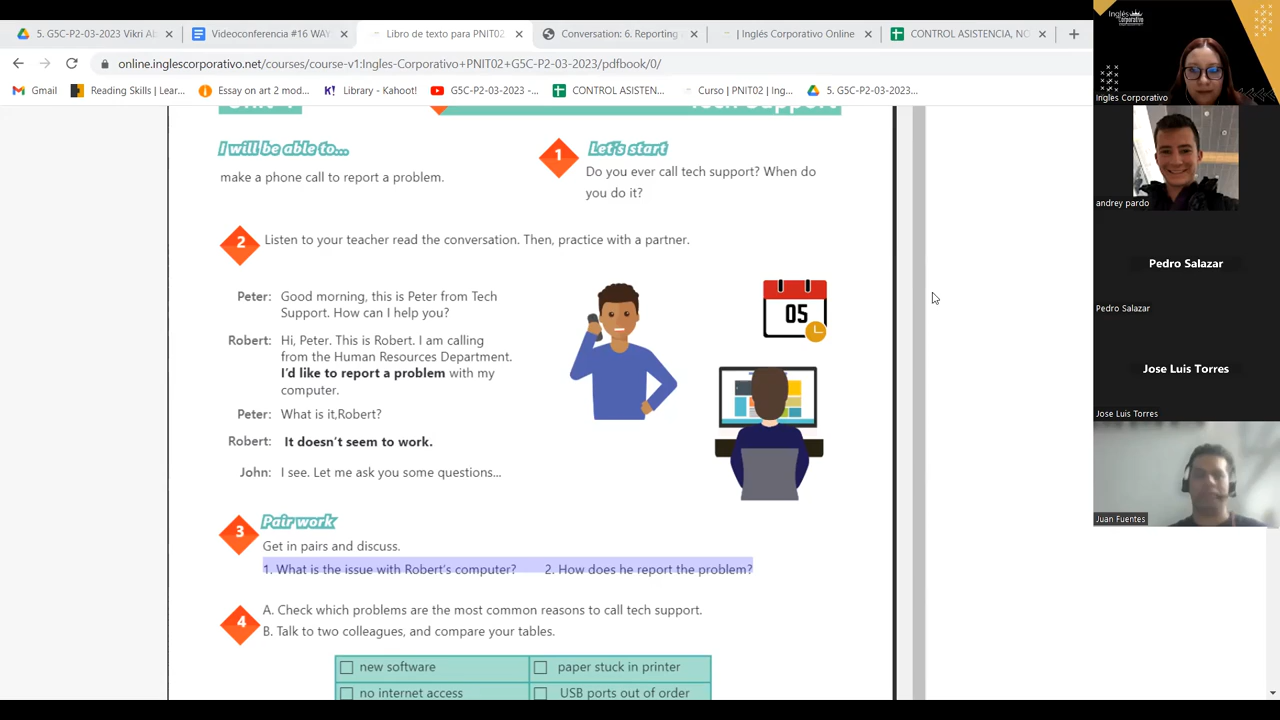 5. G5C-P2-03-2023 Vikri Ab
Videoconferencia #16 WAY
Libro de texto para PNIT02
Conversation: 6. Reporting
| Inglés Corporativo Online
CONTROL ASISTENCIA, NO
online.inglescorporativo.net/courses/course-v1:Ingles-Corporativo+PNIT02+G5C-P2-03-2023/pdfbook/0/
Gmail
Reading Skills | Lear...
Essay on art 2 mod...
Library - Kahoot!
G5C-P2-03-2023 -...
CONTROL ASISTEN...
Curso | PNIT02 | Ing...
5. G5C-P2-03-2023...
Tech Support
I will be able to...
make a phone call to report a problem.
1
Let's start
Do you ever call tech support? When do
you do it?
2
Listen to your teacher read the conversation. Then, practice with a partner.
Peter: Good morning, this is Peter from Tech
Support. How can I help you?
Robert: Hi, Peter. This is Robert. I am calling
from the Human Resources Department.
I'd like to report a problem with my
computer.
Peter: What is it,Robert?
Robert: It doesn't seem to work.
John: I see. Let me ask you some questions...
05
3
Pair work
Get in pairs and discuss.
1. What is the issue with Robert's computer? 2. How does he report the problem?
4
A. Check which problems are the most common reasons to call tech support.
B. Talk to two colleagues, and compare your tables.
new software
paper stuck in printer
no internet access
USB ports out of order
Inglés
Corporativo
Ingles Corporativo
andrey pardo
Pedro Salazar
Pedro Salazar
Jose Luis Torres
Jose Luis Torres
Juan Fuentes